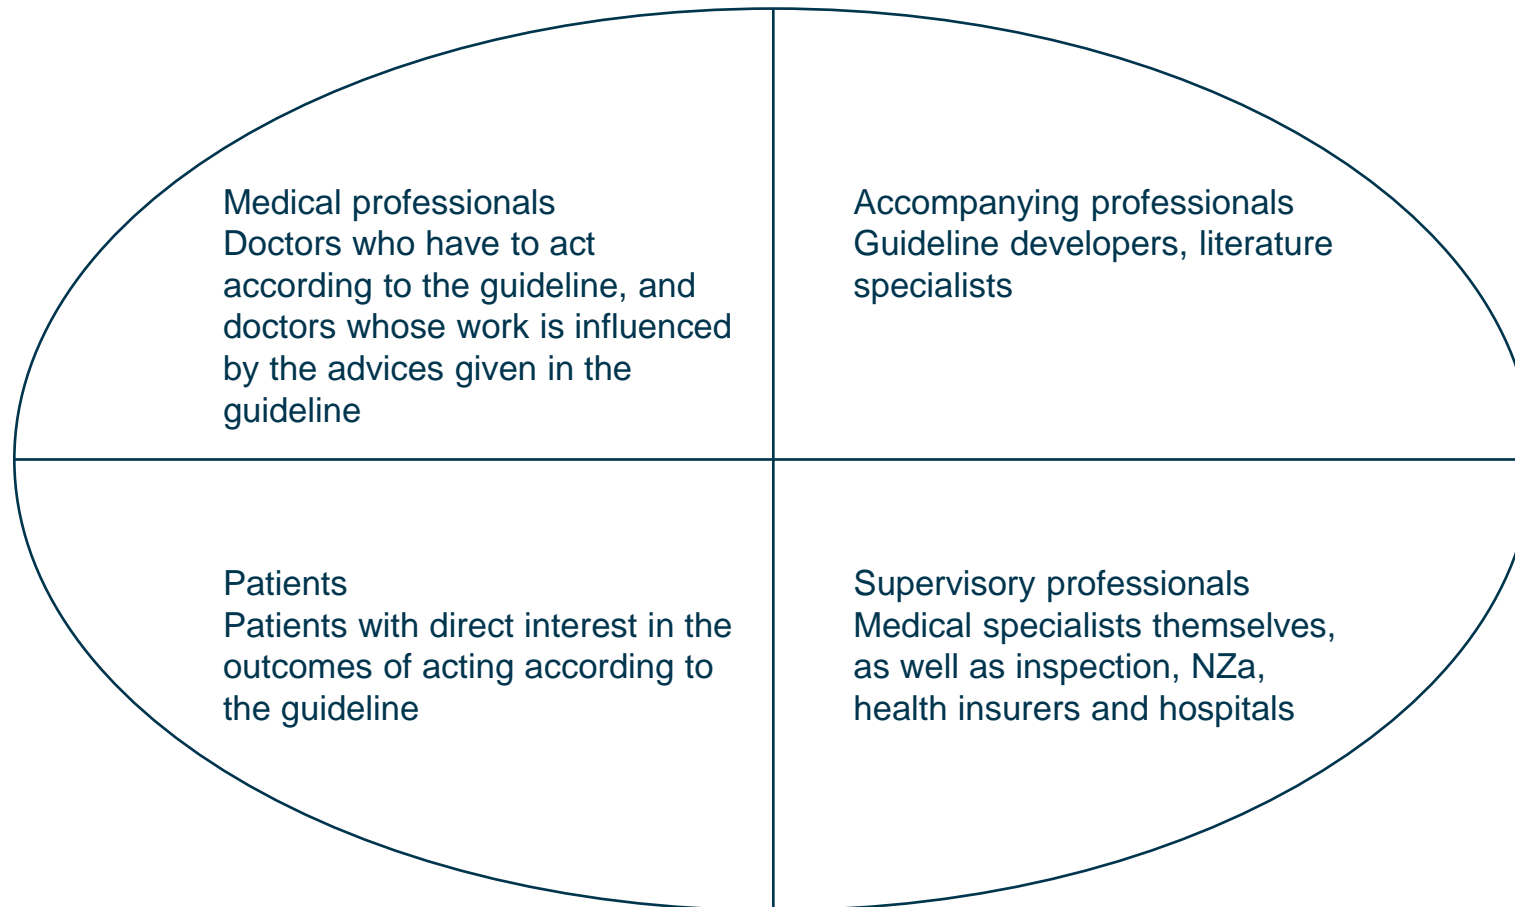 Medical professionals
Doctors who have to act
according to the guideline, and
doctors whose work is influenced
by the advices given in the
guideline
Accompanying professionals
Guideline developers, literature
specialists
Patients
Patients with direct interest in the
outcomes of acting according to
the guideline
Supervisory professionals
Medical specialists themselves,
as well as inspection, NZa,
health insurers and hospitals